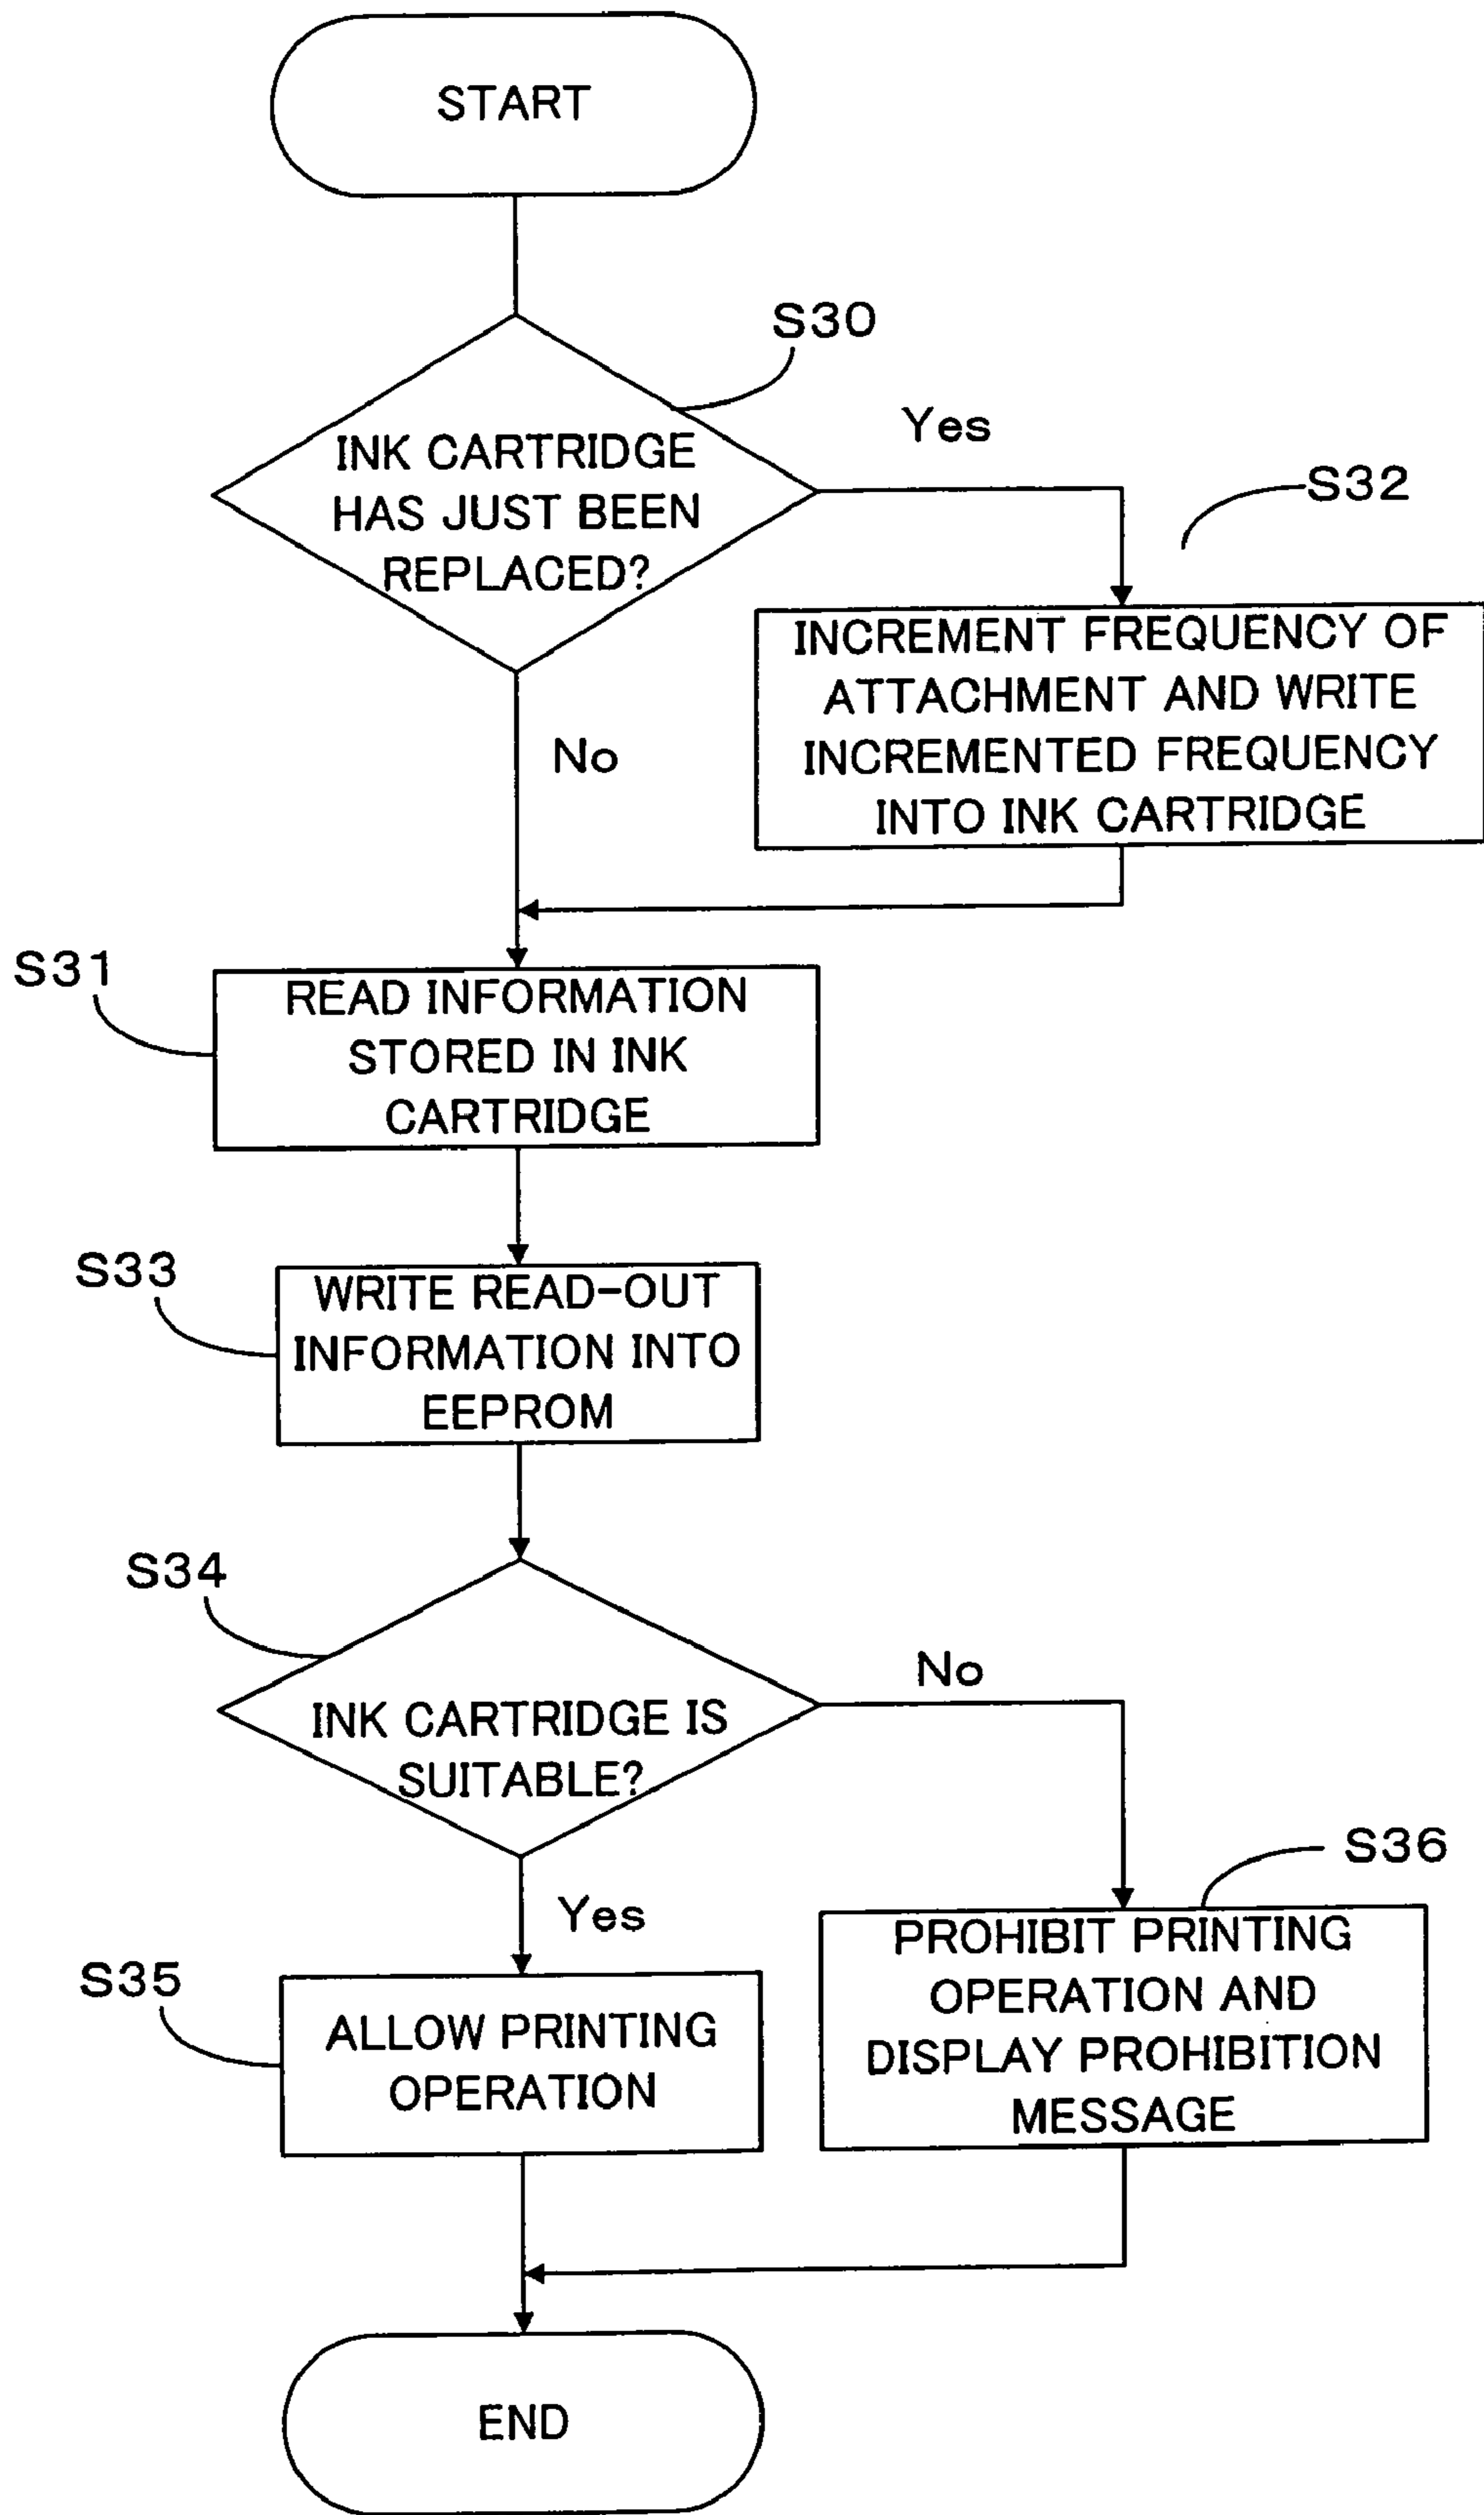 START
S30
INK CARTRIDGE
HAS JUST BEEN
REPLACED?
Yes
S32
INCREMENT FREQUENCY OF
ATTACHMENT AND WRITE
INCREMENTED FREQUENCY
INTO INK CARTRIDGE
No
S31
READ INFORMATION
STORED IN INK
CARTRIDGE
S33
WRITE READ-OUT
INFORMATION INTO
EEPROM
S34
INK CARTRIDGE IS
SUITABLE?
No
S36
PROHIBIT PRINTING
OPERATION AND
DISPLAY PROHIBITION
MESSAGE
Yes
S35
ALLOW PRINTING
OPERATION
END